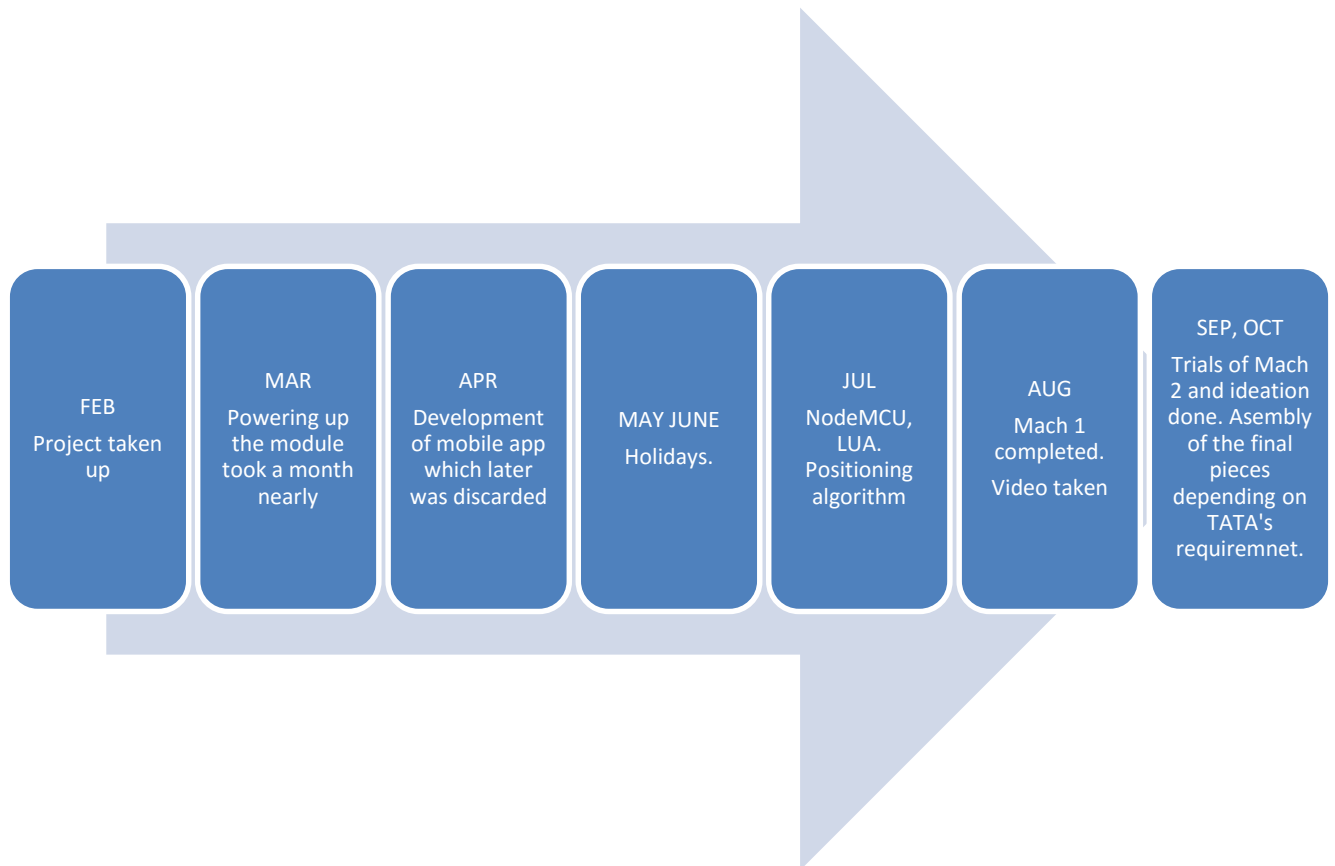 FEB
Project taken
up
MAR
Powering up
the module
took a month
nearly
APR
Development
of mobile app
which later
was discarded
MAY JUNE
Holidays.
JUL
NodeMCU,
LUA.
Positioning
algorithm
AUG
Mach 1
completed.
Video taken
SEP, OCT
Trials of Mach
2 and ideation
done. Asembly
of the final
pieces
depending on
TATA's
requiremnet.